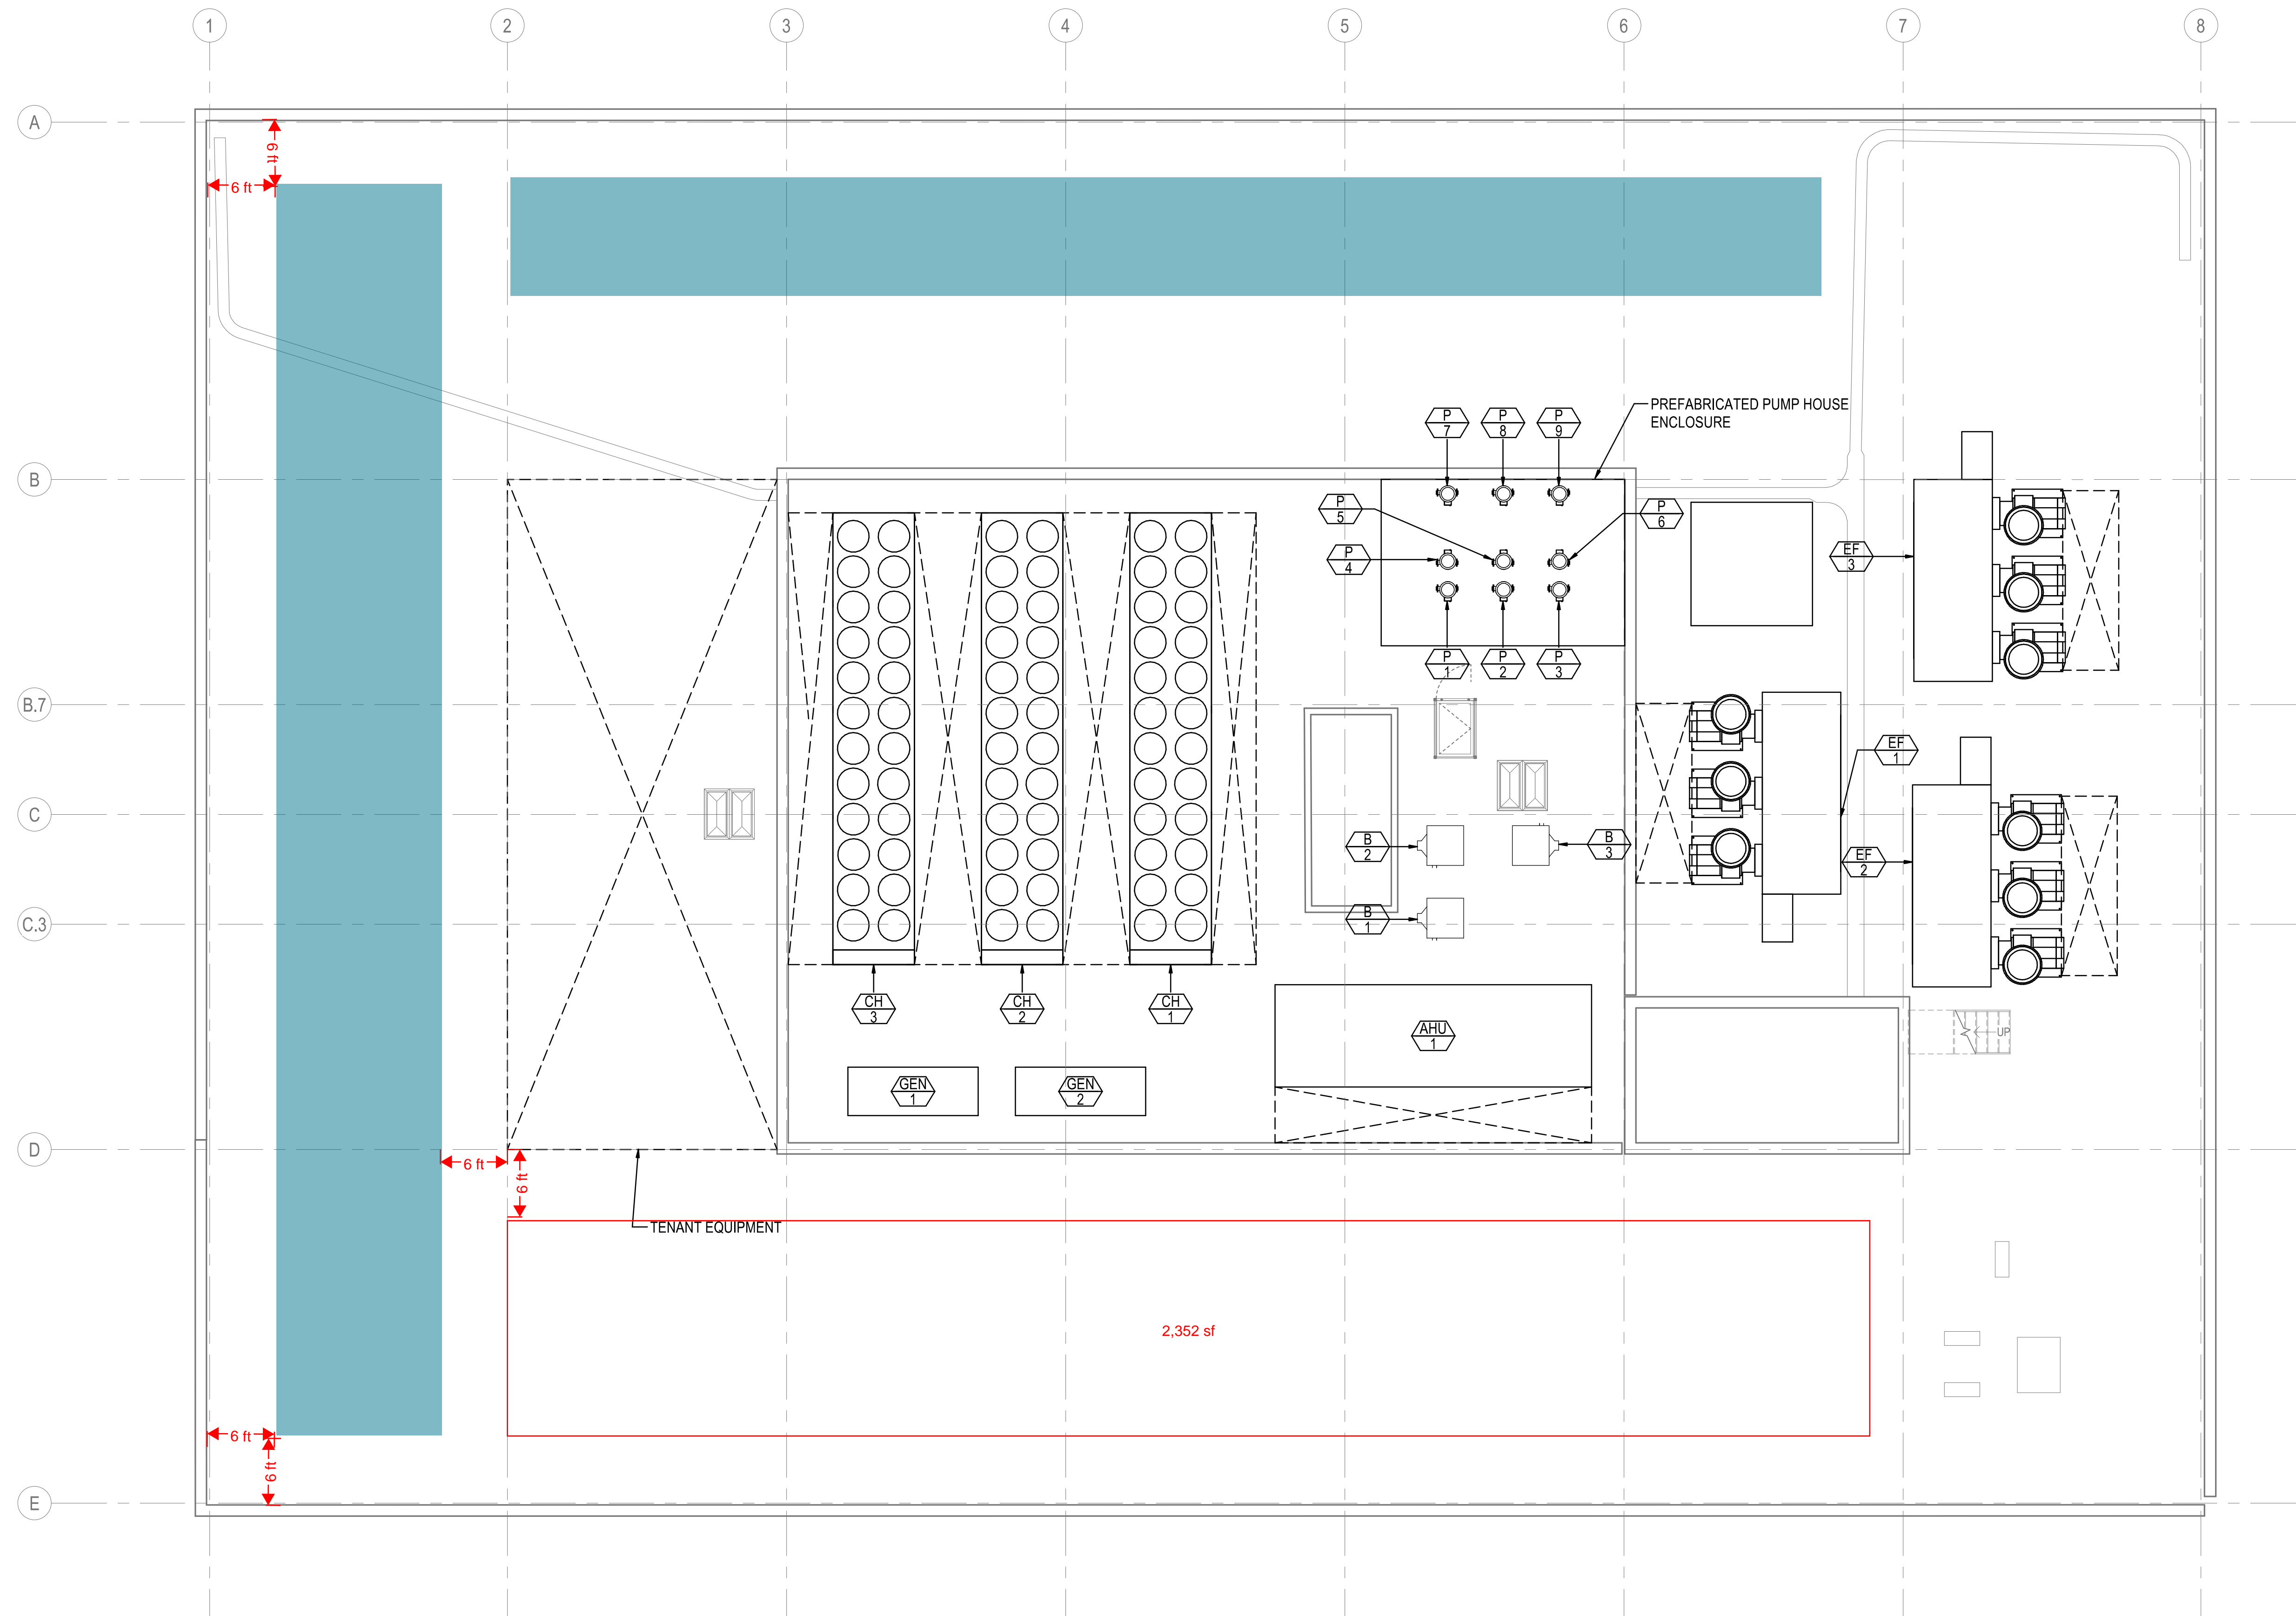 1
2
3
4
5
6
7
8
A
6 ft
6 ft
PREFABRICATED PUMP HOUSE
ENCLOSURE
P
7
P
8
P
9
B
P
5
P
6
P
4
EF
3
P
1
P
2
P
3
B.7
EF
1
C
B
2
B
3
EF
2
B
1
C.3
CH
3
CH
2
CH
1
AHU
1
UP
GEN
1
GEN
2
D
6 ft
6 ft
TENANT EQUIPMENT
2,352 sf
6 ft
6 ft
E